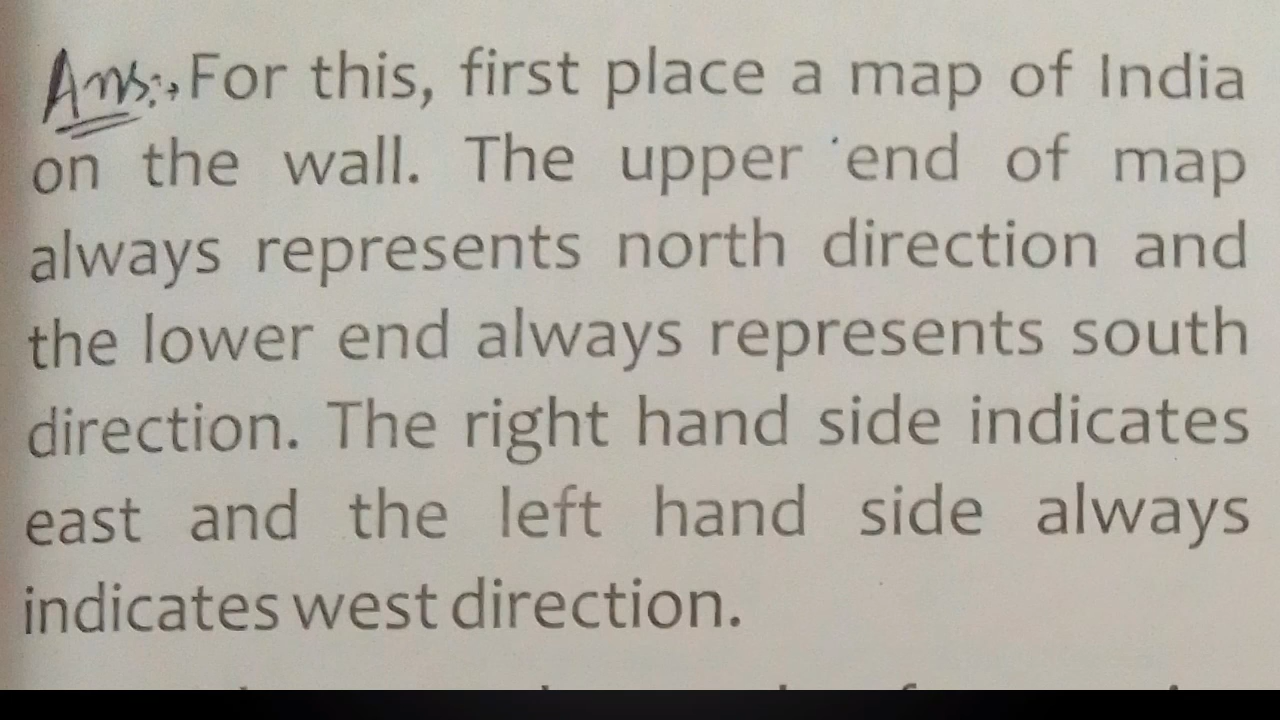 Ans:, For this, first place a map of India
on the wall. The upper end of map
always represents north direction and
the lower end always represents south
direction. The right hand side indicates
east and the left hand side always
indicates west direction.